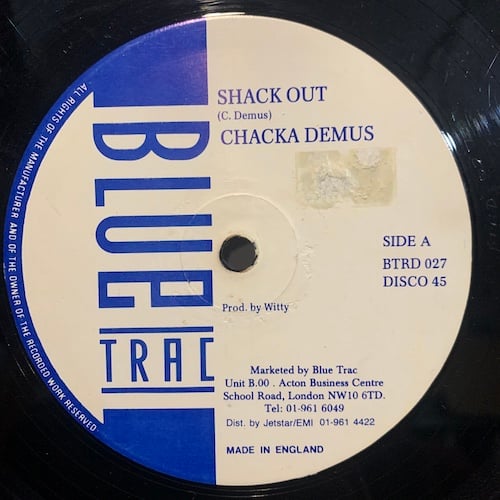 SHACK OUT
(C. Demus)
CHACKA DEMUS
SIDE A
BTRD 027
DISCO 45
BLUE
TRAC
Prod. by Witty
Marketed by Blue Trac
Unit B.00 . Acton Business Centre
School Road, London NW10 6TD.
Tel: 01-961 6049
Dist. by Jetstar/EMI 01-961 4422
MADE IN ENGLAND
ALL RIGHTS OF THE MANUFACTURER AND OF THE OWNER OF THE RECORDED WORK RESERVED